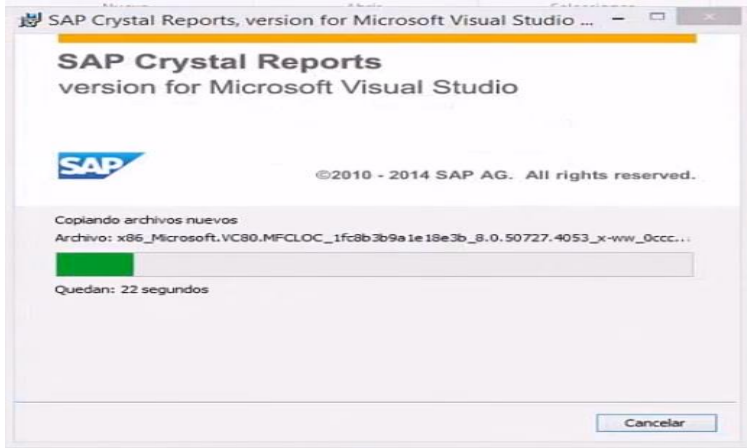 SAP Crystal Reports, version for Microsoft Visual Studio ...
SAP Crystal Reports
version for Microsoft Visual Studio
SAP
©2010 - 2014 SAP AG. All rights reserved.
Copiando archivos nuevos
Archivo: x86_Microsoft.VC80.MFCLOC_1fc8b3b9a1e18e3b_8.0.50727.4053_x-ww_0ccc...
Quedan: 22 segundos
Cancelar